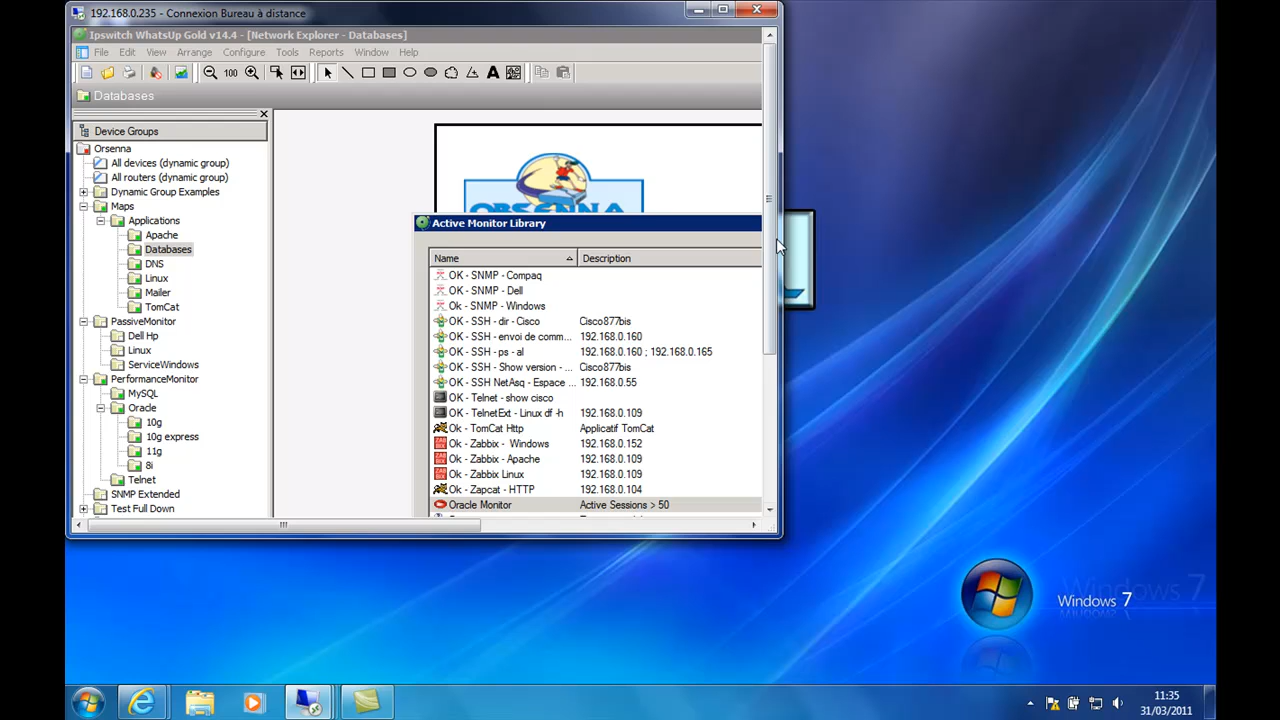 192.168.0.235 - Connexion Bureau à distance
Ipswitch WhatsUp Gold v14.4 - [Network Explorer - Databases]
File Edit View Arrange Configure Tools Reports Window Help
100 A
Databases
Device Groups
Orsenna
All devices (dynamic group)
All routers (dynamic group)
Dynamic Group Examples
Maps
Applications
Apache
Databases
DNS
Linux
Mailer
TomCat
PassiveMonitor
Dell Hp
Linux
ServiceWindows
PerformanceMonitor
MySQL
Oracle
10g
10g express
11g
8i
Telnet
SNMP Extended
Test Full Down
ORSENNA
Active Monitor Library
Name Description
OK - SNMP - Compaq
OK - SNMP - Dell
Ok - SNMP - Windows
OK - SSH - dir - Cisco Cisco877bis
OK - SSH - envoi de comm... 192.168.0.160
OK - SSH - ps - al 192.168.0.160 ; 192.168.0.165
OK - SSH - Show version - ... Cisco877bis
OK - SSH NetAsq - Espace ... 192.168.0.55
OK - Telnet - show cisco
OK - TelnetExt - Linux df -h 192.168.0.109
OK - TomCat Http Applicatif TomCat
Ok - Zabbix - Windows 192.168.0.152
Ok - Zabbix - Apache 192.168.0.109
Ok - Zabbix Linux 192.168.0.109
Ok - Zapcat - HTTP 192.168.0.104
Oracle Monitor Active Sessions > 50
Windows 7
11:35
31/03/2011